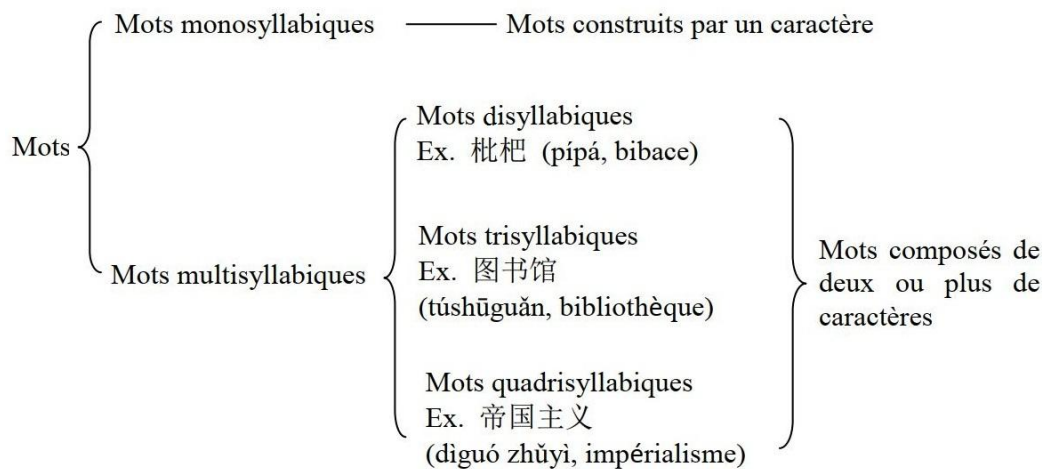 Mots monosyllabiques
Mots construits par un caractère
Mots
Mots multisyllabiques
Mots disyllabiques
Ex. 枇杷 (pípá, bibace)
Mots trisyllabiques
Ex. 图书馆
(túshūguǎn, bibliothèque)
Mots quadrisyllabiques
Ex. 帝国主义
(dìguó zhǔyì, impérialisme)
Mots composés de
deux ou plus de
caractères